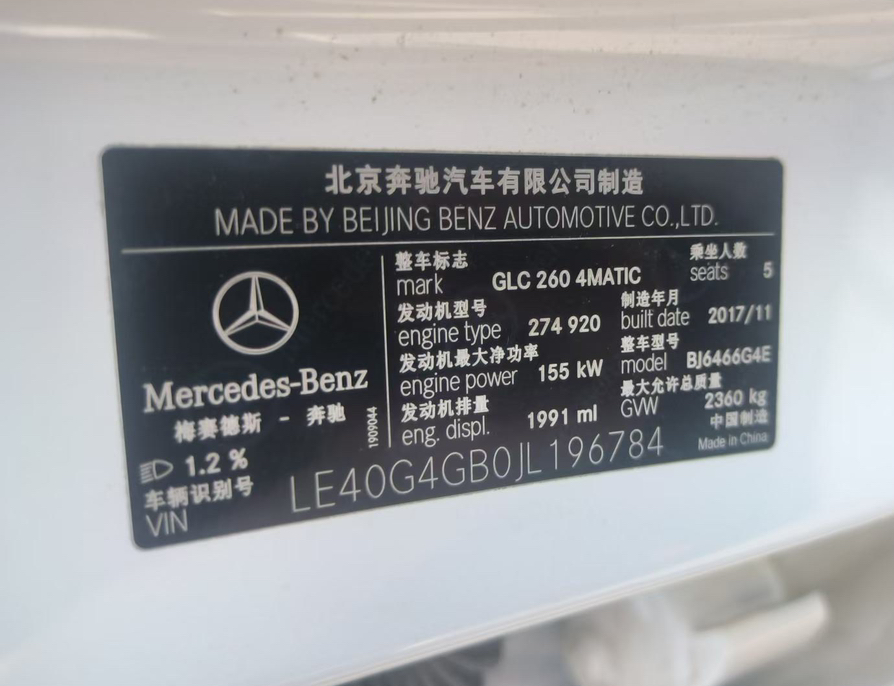 北京奔驰汽车有限公司制造
MADE BY BEIJING BENZ AUTOMOTIVE CO.,LTD.
Mercedes-Benz
梅赛德斯 - 奔驰
1909044
1.2 %
整车标志
mark GLC 260 4MATIC
乘坐人数
seats 5
发动机型号
engine type 274 920
制造年月
built date 2017/11
发动机最大净功率
engine power 155 kW
整车型号
model BJ6466G4E
发动机排量
eng. displ. 1991 ml
最大允许总质量
GVW 2360 kg
中国制造
Made in China
车辆识别号
VIN LE40G4GB0JL196784